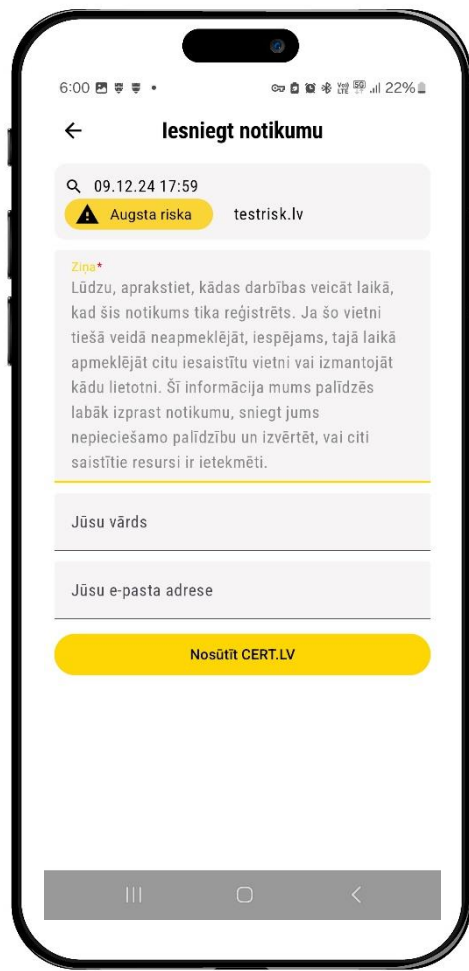 6:00 22%
Iesniegt notikumu
09.12.24 17:59
Augsta riska testrisk.lv
Ziņa*
Lūdzu, aprakstiet, kādas darbības veicāt laikā,
kad šis notikums tika reģistrēts. Ja šo vietni
tiešā veidā neapmeklējāt, iespējams, tajā laikā
apmeklējāt citu iesaistītu vietni vai izmantojāt
kādu lietotni. Šī informācija mums palīdzēs
labāk izprast notikumu, sniegt jums
nepieciešamo palīdzību un izvērtēt, vai citi
saistītie resursi ir ietekmēti.
Jūsu vārds
Jūsu e-pasta adrese
Nosūtīt CERT.LV